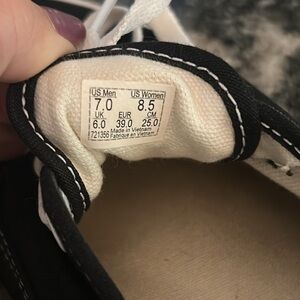 US Men US Women
7.0 8.5
UK EUR CM
6.0 39.0 25.0
721356 Made in Vietnam
Fabriqué en Vietnam